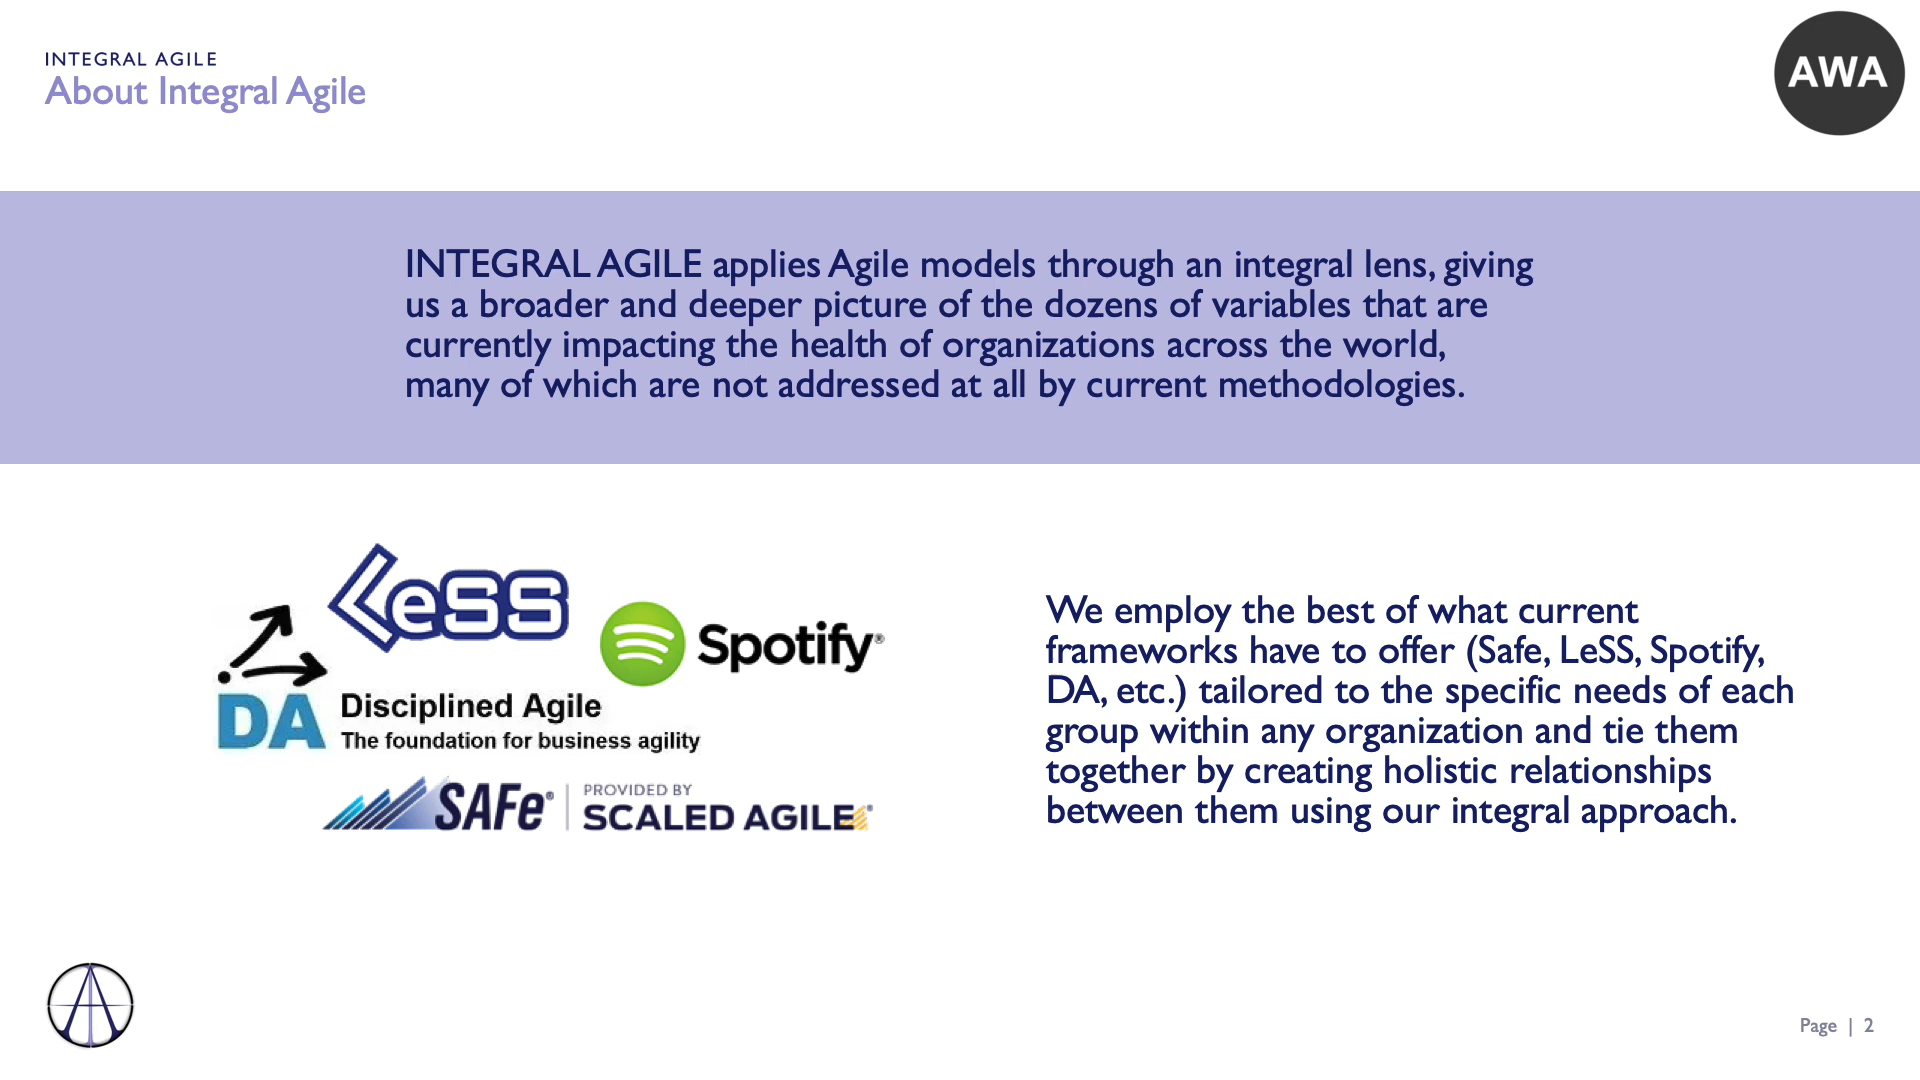 INTEGRAL AGILE
About Integral Agile
AWA
INTEGRAL AGILE applies Agile models through an integral lens, giving
us a broader and deeper picture of the dozens of variables that are
currently impacting the health of organizations across the world,
many of which are not addressed at all by current methodologies.
LeSS
Spotify®
DA Disciplined Agile
The foundation for business agility
SAFe® PROVIDED BY
SCALED AGILE®
We employ the best of what current
frameworks have to offer (Safe, LeSS, Spotify,
DA, etc.) tailored to the specific needs of each
group within any organization and tie them
together by creating holistic relationships
between them using our integral approach.
Page | 2